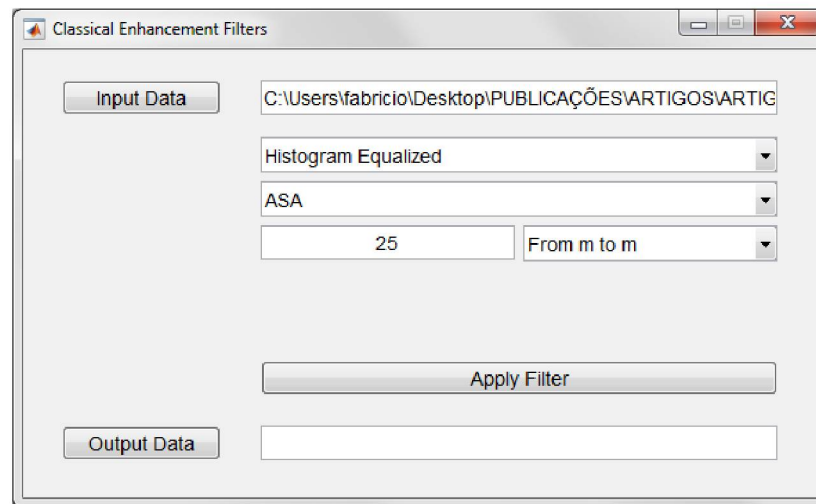 Classical Enhancement Filters
Input Data C:\Users\fabricio\Desktop\PUBLICAÇÕES\ARTIGOS\ARTIG
Histogram Equalized
ASA
25 From m to m
Apply Filter
Output Data